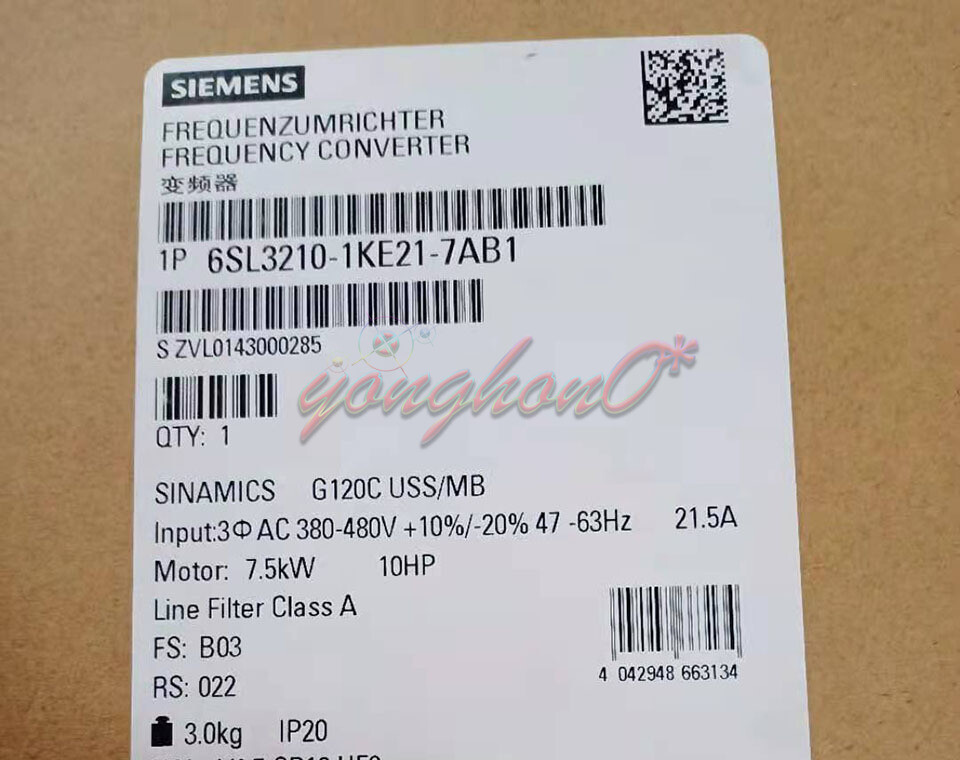 SIEMENS
FREQUENZUMRICHTER
FREQUENCY CONVERTER
变频器
1P 6SL3210-1KE21-7AB1
S ZVL0143000285
yonghon0*
QTY: 1
SINAMICS G120C USS/MB
Input:3Φ AC 380-480V +10%/-20% 47 -63Hz 21.5A
Motor: 7.5kW 10HP
Line Filter Class A
FS: B03
4 042948 663134
RS: 022
3.0kg IP20